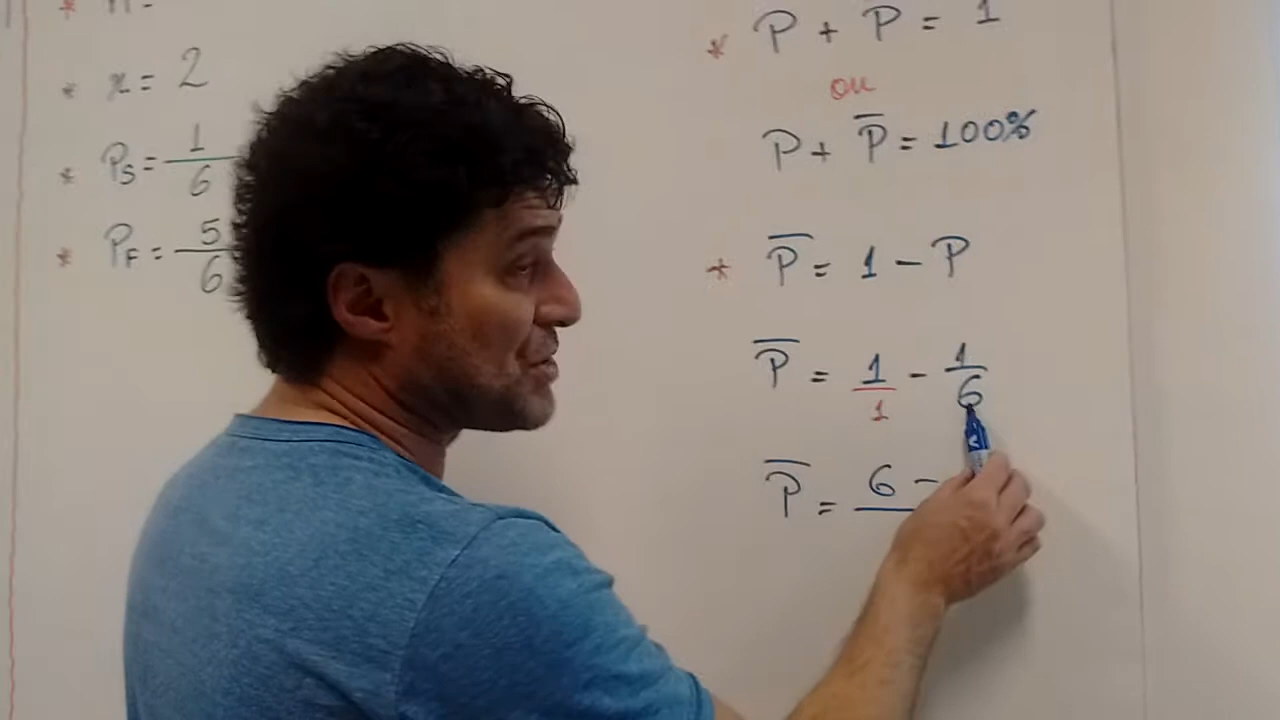 * x = 2
* PS = 1/6
* PF = 5/6
* P + P = 1
ou
P + P̅ = 100%
* P̅ = 1 - P
P̅ = 1/1 - 1/6
P̅ = 6 -